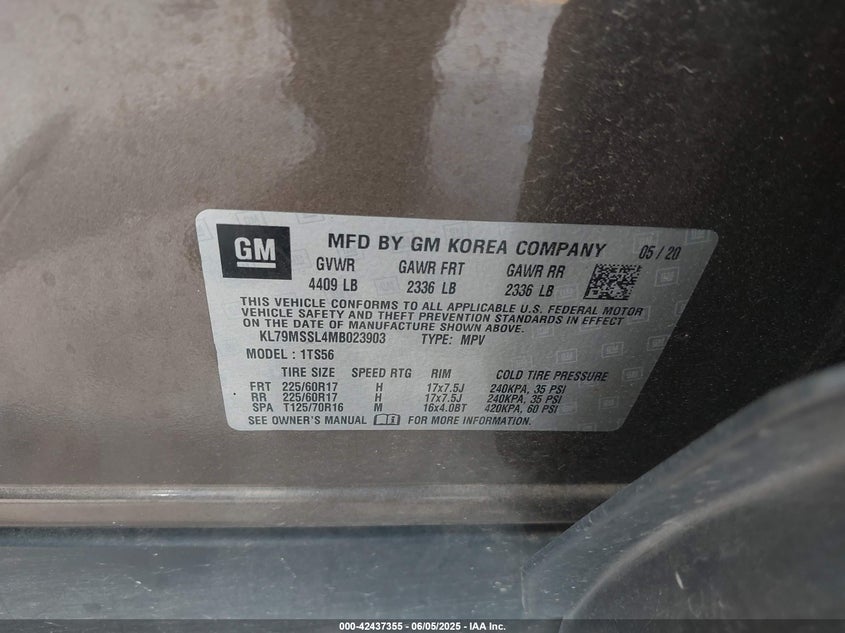 GM
MFD BY GM KOREA COMPANY 05 / 20
GVWR GAWR FRT GAWR RR
4409 LB 2336 LB 2336 LB
THIS VEHICLE CONFORMS TO ALL APPLICABLE U.S. FEDERAL MOTOR
VEHICLE SAFETY AND THEFT PREVENTION STANDARDS IN EFFECT
ON THE DATE OF MANUFACTURE SHOWN ABOVE.
KL79MSSL4MB023903 TYPE: MPV
MODEL : 1TS56
TIRE SIZE SPEED RTG RIM COLD TIRE PRESSURE
FRT 225/60R17 H 17x7.5J 240KPA, 35 PSI
RR 225/60R17 H 17x7.5J 240KPA, 35 PSI
SPA T125/70R16 M 16x4.0BT 420KPA, 60 PSI
SEE OWNER'S MANUAL FOR MORE INFORMATION.
000-42437355 - 06/05/2025 - IAA Inc.